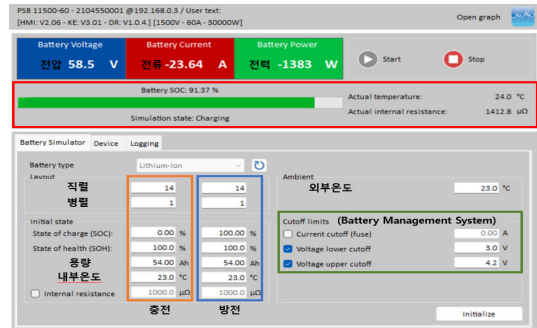 PSB 11500-60 - 2104550001 @192.168.0.3 / User text:
[HMI: V2.06 - KE: V3.01 - DR: V1.0.4.] [1500V - 60A - 30000W]
Open graph
Battery Voltage
전압 58.5 V
Battery Current
전류 -23.64 A
Battery Power
전력 -1383 W
Start
Stop
Battery SOC: 91.37 %
Simulation state: Charging
Actual temperature: 24.0 °C
Actual internal resistance: 1412.8 µΩ
Battery Simulator Device Logging
Battery type Lithium-Ion
Layout
직렬 14 14
병렬 1 1
Initial state
State of charge (SOC): 0.00 % 100.00 %
State of health (SOH): 100.0 % 100.0 %
용량 54.00 Ah 54.00 Ah
내부온도 23.0 °C 23.0 °C
Internal resistance 1000.0 µΩ 1000.0 µΩ
충전 방전
Ambient
외부온도 23.0 °C
Cutoff limits (Battery Management System)
Current cutoff (fuse) 0.00 A
Voltage lower cutoff 3.0 V
Voltage upper cutoff 4.2 V
Initialize